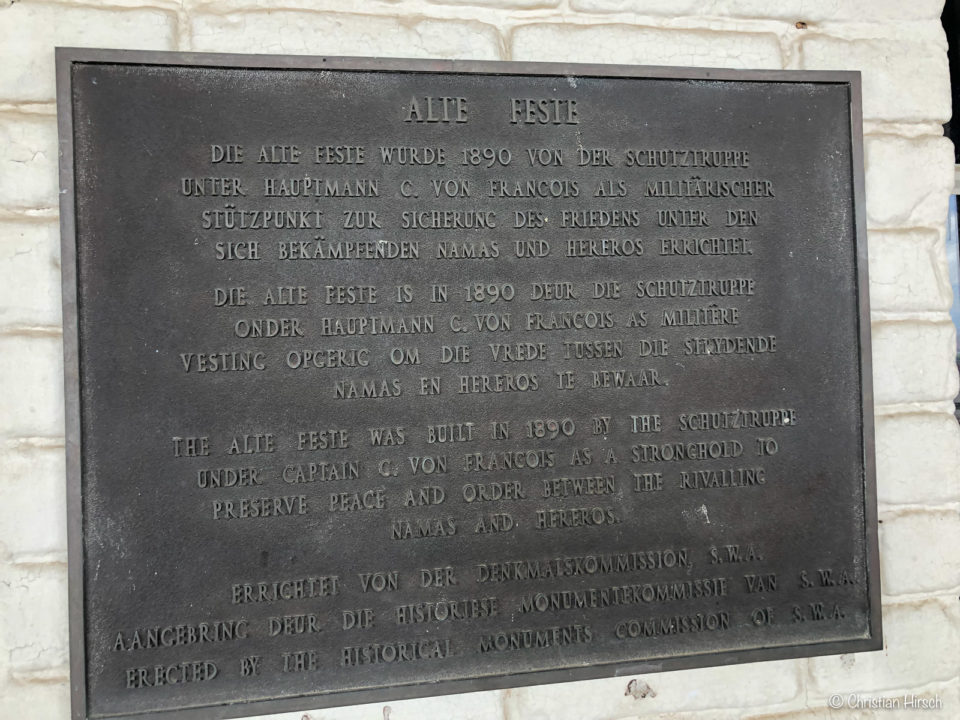 ALTE FESTE
DIE ALTE FESTE WURDE 1890 VON DER SCHUTZTRUPPE
UNTER HAUPTMANN C. VON FRANCOIS ALS MILITÄRISCHER
STÜTZPUNKT ZUR SICHERUNG DES FRIEDENS UNTER DEN
SICH BEKÄMPFENDEN NAMAS UND HEREROS ERRICHTET.
DIE ALTE FESTE IS IN 1890 DEUR DIE SCHUTZTRUPPE
ONDER HAUPTMANN C. VON FRANCOIS AS MILITÊRE
VESTING OPGERIG OM DIE VREDE TUSSEN DIE STRYDENDE
NAMAS EN HEREROS TE BEWAAR.
THE ALTE FESTE WAS BUILT IN 1890 BY THE SCHUTZTRUPPE
UNDER CAPTAIN C. VON FRANCOIS AS A STRONGHOLD TO
PRESERVE PEACE AND ORDER BETWEEN THE RIVALLING
NAMAS AND HEREROS.
ERRICHTET VON DER DENKMALSKOMMISSION, S.W.A.
AANGEBRING DEUR DIE HISTORIESE MONUMENTEKOMMISSIE VAN S.W.A.
ERECTED BY THE HISTORICAL MONUMENTS COMMISSION OF S.W.A.
© Christian Hirsch